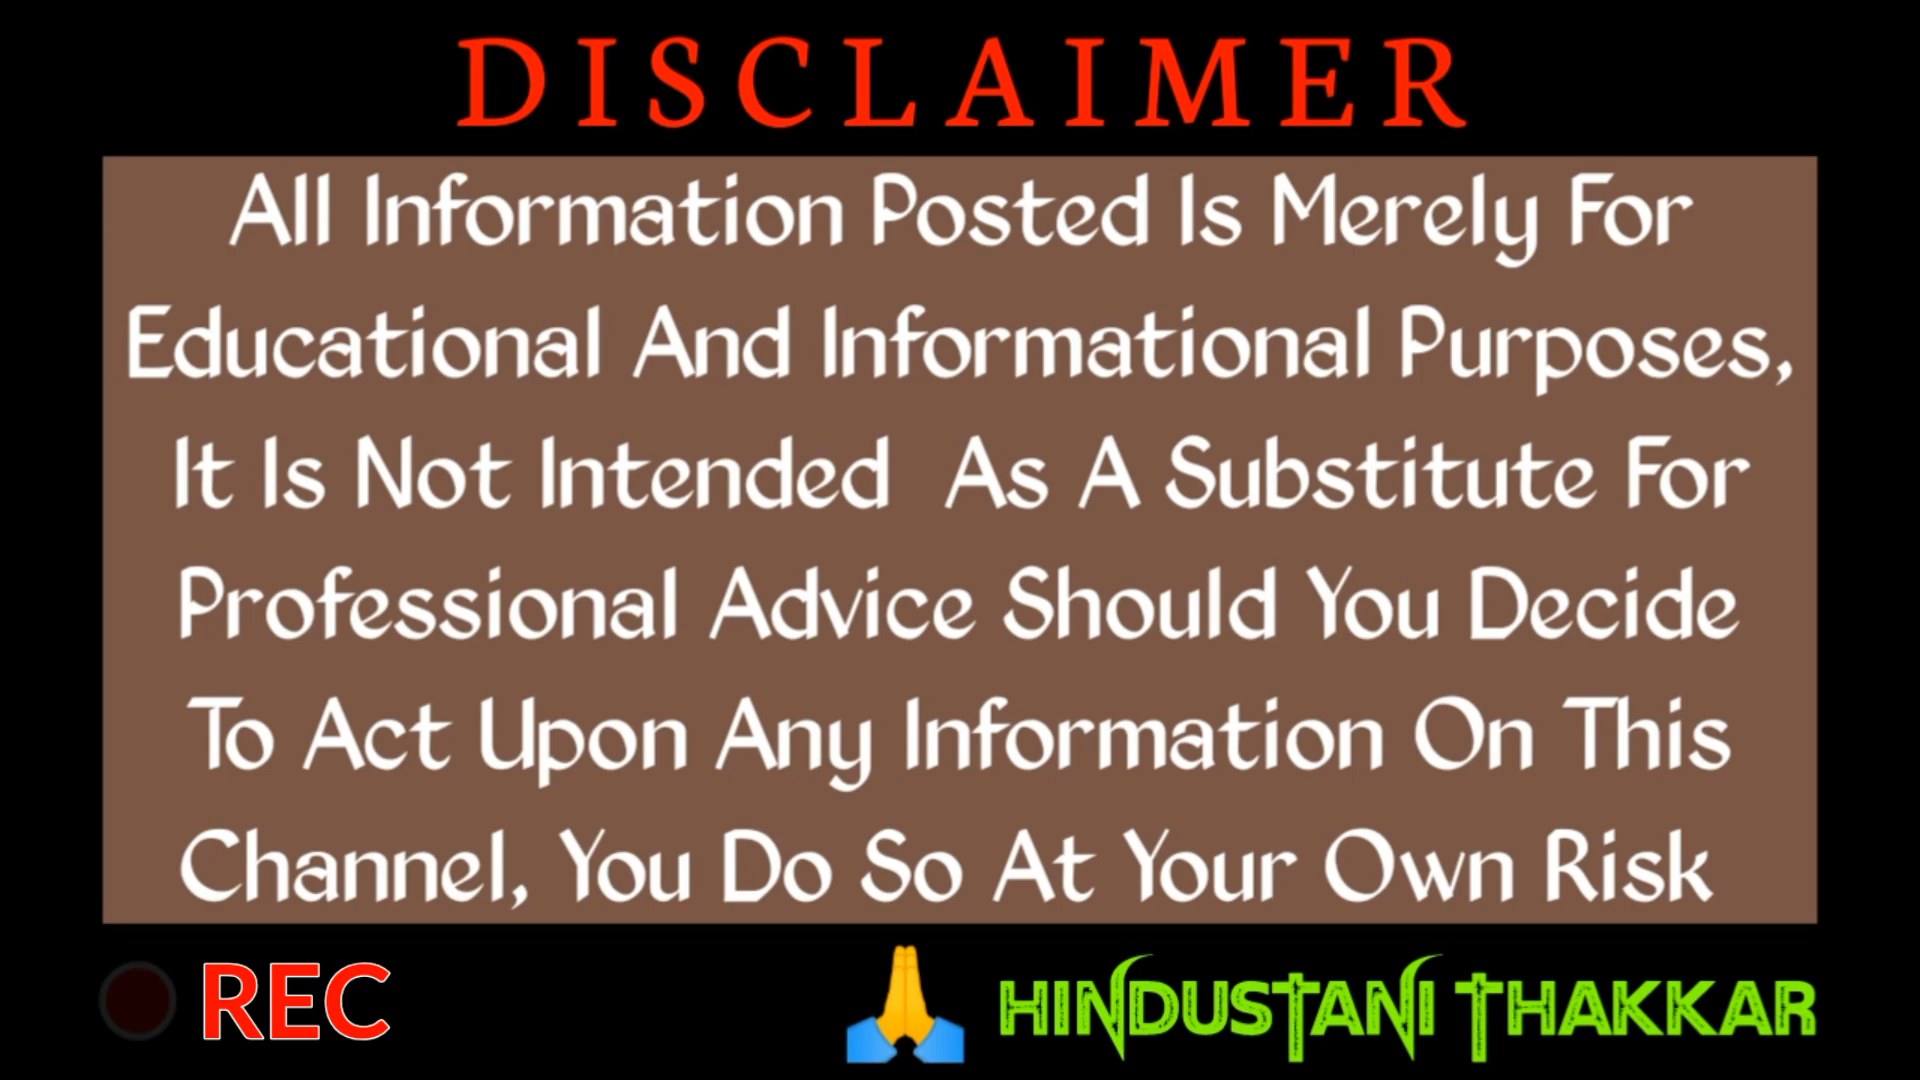 DISCLAIMER
All Information Posted Is Merely For
Educational And Informational Purposes,
It Is Not Intended As A Substitute For
Professional Advice Should You Decide
To Act Upon Any Information On This
Channel, You Do So At Your Own Risk
REC
🙏 HINDUSTANI THAKKAR